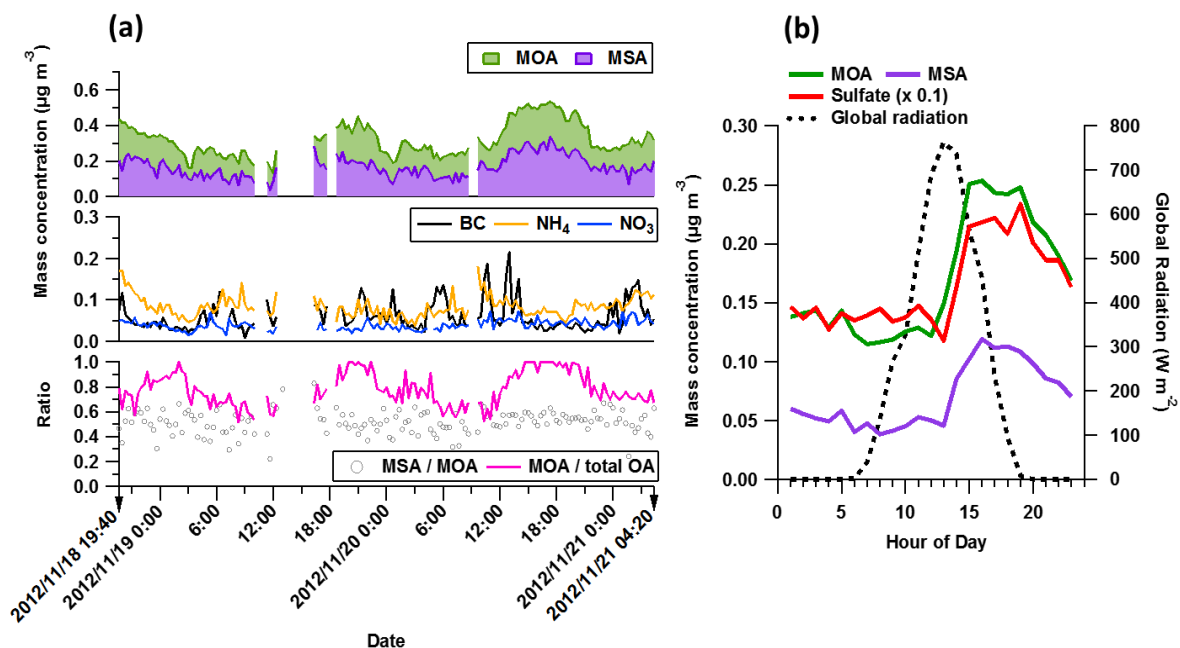 (a)
MOA MSA
Mass concentration (µg m-3)
0.6
0.4
0.2
0.0
BC NH4 NO3
0.3
0.2
0.1
0.0
Ratio
1.0
0.8
0.6
0.4
0.2
0.0
MSA / MOA MOA / total OA
2012/11/18 19:40
2012/11/19 0:00
6:00
12:00
18:00
2012/11/20 0:00
6:00
12:00
18:00
2012/11/21 0:00
2012/11/21 04:20
Date
(b)
MOA MSA
Sulfate (x 0.1)
Global radiation
Mass concentration (µg m-3)
0.30
0.25
0.20
0.15
0.10
0.05
0.00
800
700
600
500
400
300
200
100
0
Global Radiation (W m-2)
0 5 10 15 20
Hour of Day